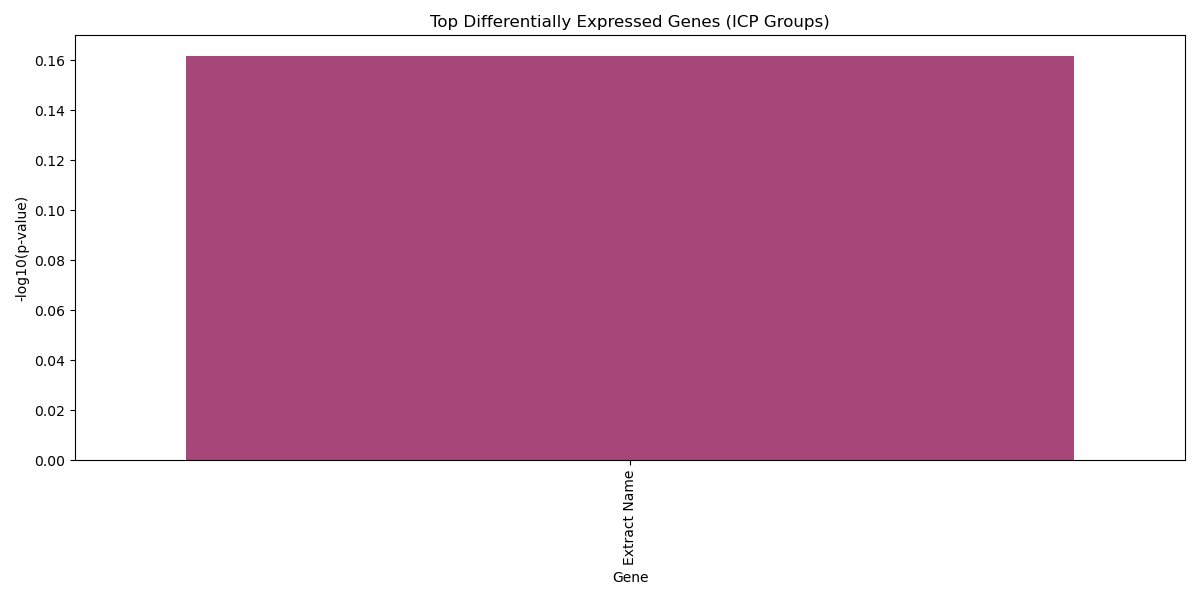 Top Differentially Expressed Genes (ICP Groups)
-log10(p-value)
0.16
0.14
0.12
0.10
0.08
0.06
0.04
0.02
0.00
Extract Name
Gene